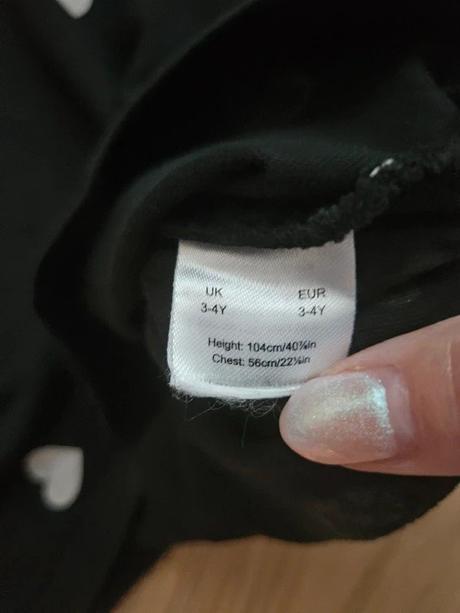 UK EUR
3-4Y 3-4Y
Height: 104cm/40⅞in
Chest: 56cm/22⅛in